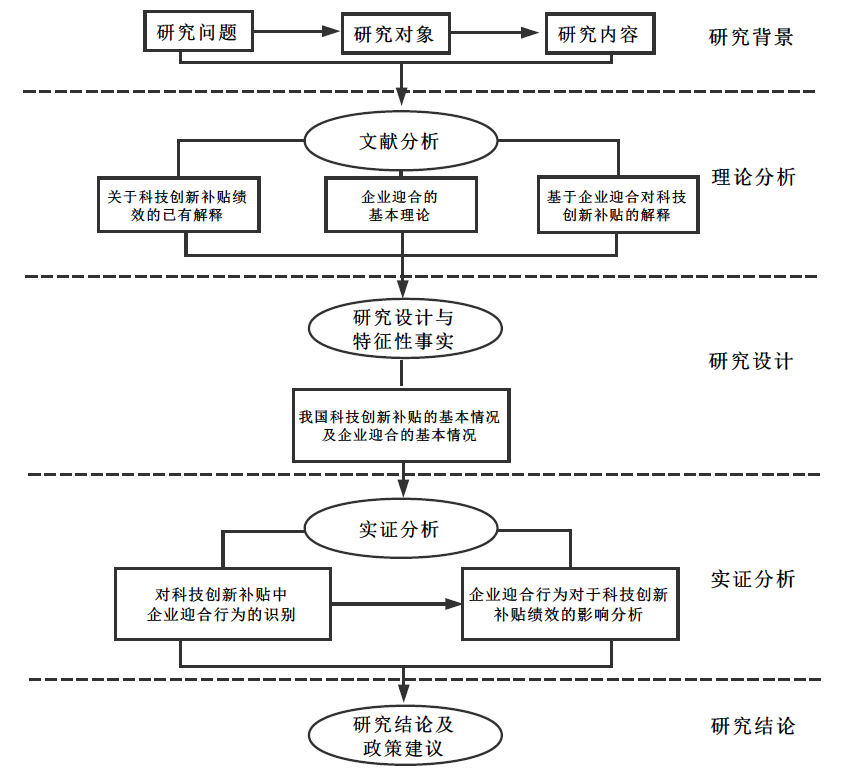 研究问题
研究对象
研究内容
研究背景
文献分析
理论分析
关于科技创新补贴绩
效的已有解释
企业迎合的
基本理论
基于企业迎合对科技
创新补贴的解释
研究设计与
特征性事实
研究设计
我国科技创新补贴的基本情况
及企业迎合的基本情况
实证分析
实证分析
对科技创新补贴中
企业迎合行为的识别
企业迎合行为对于科技创新
补贴绩效的影响分析
研究结论及
政策建议
研究结论